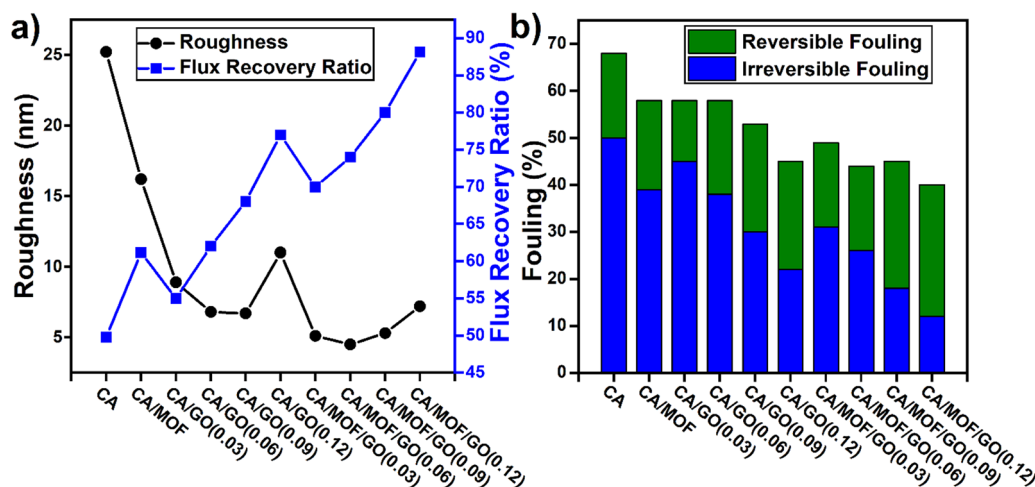 a)
Roughness
Flux Recovery Ratio
Roughness (nm)
25
20
15
10
5
Flux Recovery Ratio (%)
90
85
80
75
70
65
60
55
50
45
CA
CA/MOF
CA/GO(0.03)
CA/GO(0.06)
CA/GO(0.09)
CA/GO(0.12)
CA/MOF/GO(0.03)
CA/MOF/GO(0.06)
CA/MOF/GO(0.09)
CA/MOF/GO(0.12)
b)
Reversible Fouling
Irreversible Fouling
Fouling (%)
70
60
50
40
30
20
10
0
CA
CA/MOF
CA/GO(0.03)
CA/GO(0.06)
CA/GO(0.09)
CA/GO(0.12)
CA/MOF/GO(0.03)
CA/MOF/GO(0.06)
CA/MOF/GO(0.09)
CA/MOF/GO(0.12)